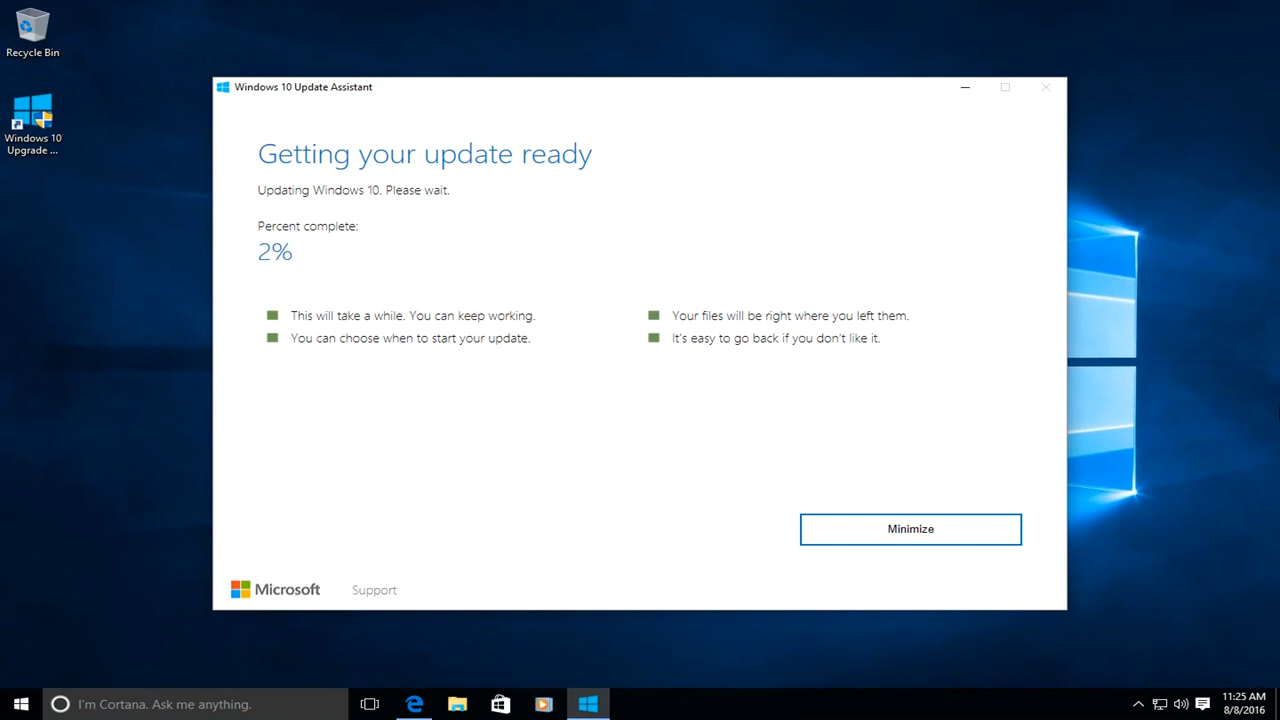 Recycle Bin
Windows 10
Upgrade ...
Windows 10 Update Assistant
Getting your update ready
Updating Windows 10. Please wait.
Percent complete:
2%
This will take a while. You can keep working.
You can choose when to start your update.
Your files will be right where you left them.
It's easy to go back if you don't like it.
Minimize
Microsoft
Support
I'm Cortana. Ask me anything.
11:25 AM
8/8/2016